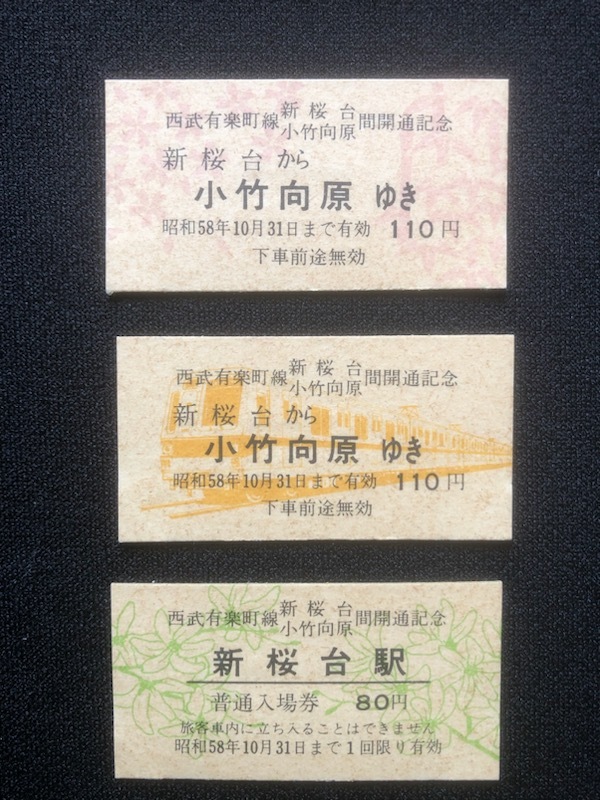 西武有楽町線 新桜台 小竹向原 間開通記念
新桜台から
小竹向原 ゆき
昭和58年10月31日まで有効 110円
下車前途無効
西武有楽町線 新桜台 小竹向原 間開通記念
新桜台から
小竹向原 ゆき
昭和58年10月31日まで有効 110円
下車前途無効
西武有楽町線 新桜台 小竹向原 間開通記念
新桜台駅
普通入場券 80円
旅客車内に立ち入ることはできません
昭和58年10月31日まで1回限り有効